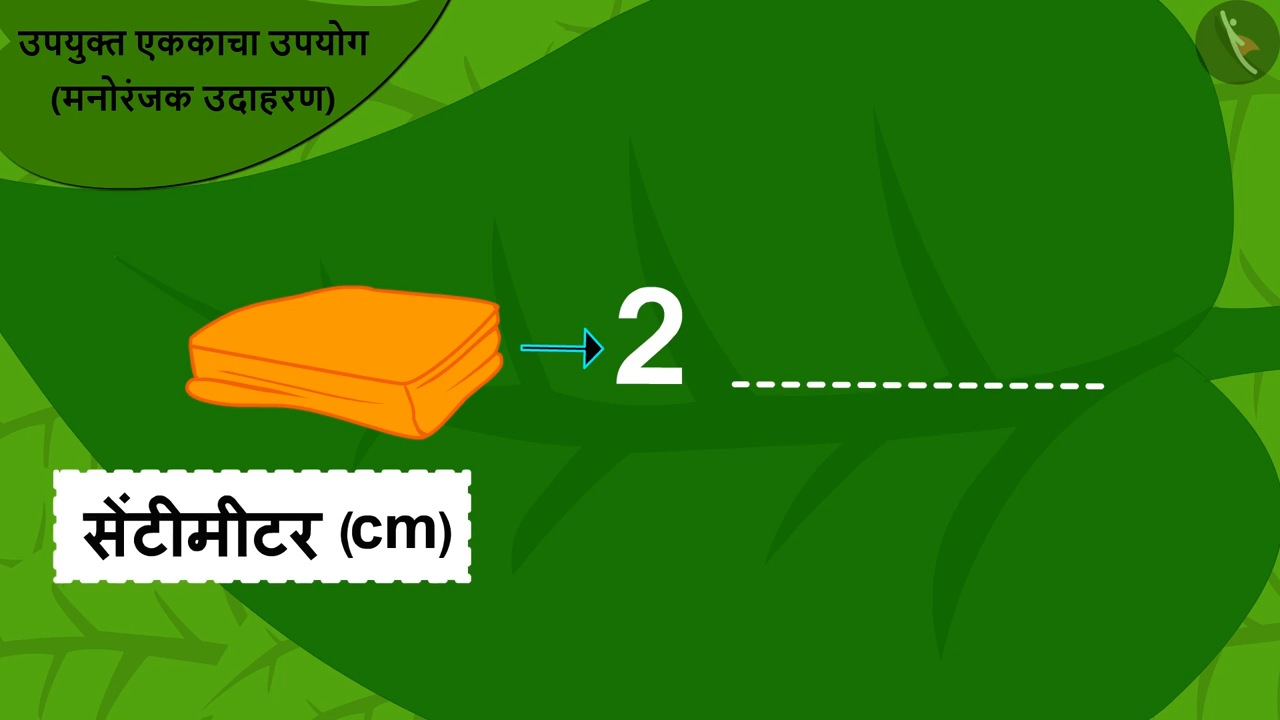 उपयुक्त एककाचा उपयोग
(मनोरंजक उदाहरण)
2
सेंटीमीटर (cm)